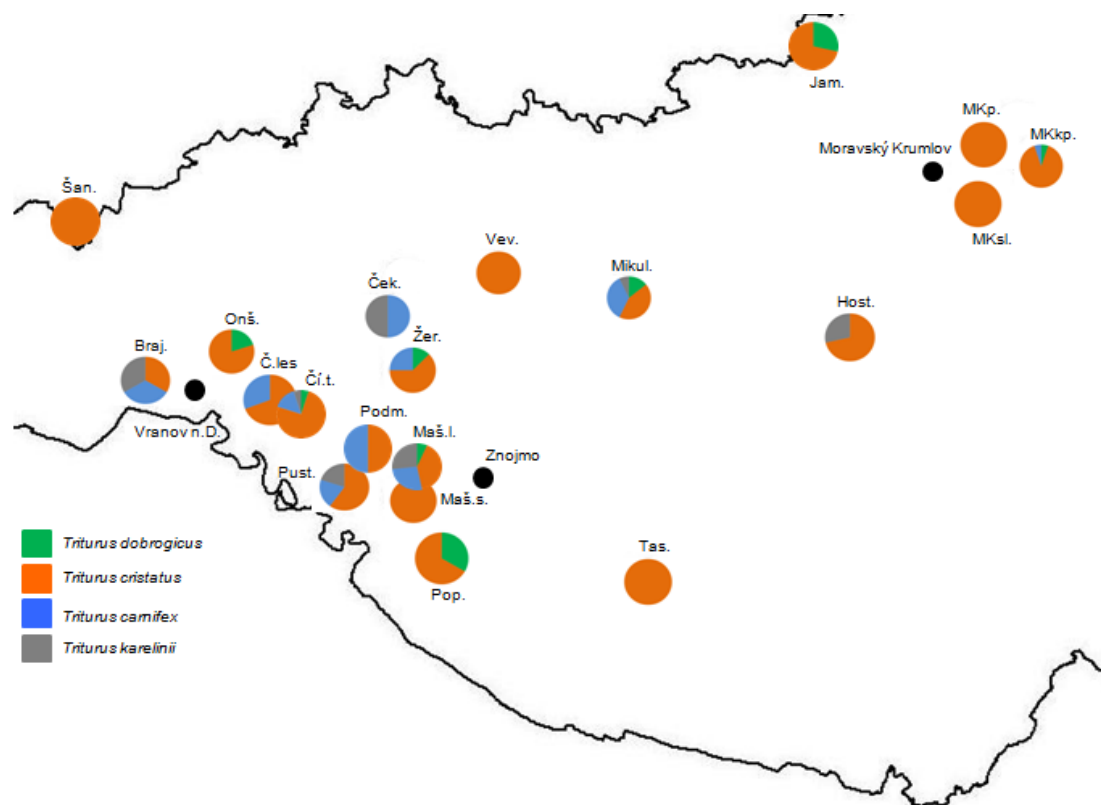 Jam.
MKp.
MKkp.
Moravský Krumlov
Šan.
MKsl.
Vev.
Mikul.
Ček.
Host.
Onš.
Žer.
Braj.
Č.les
Čí.t.
Vranov n.D.
Podm.
Maš.l.
Znojmo
Pust.
Maš.s.
Pop.
Tas.
Triturus dobrogicus
Triturus cristatus
Triturus carnifex
Triturus karelinii